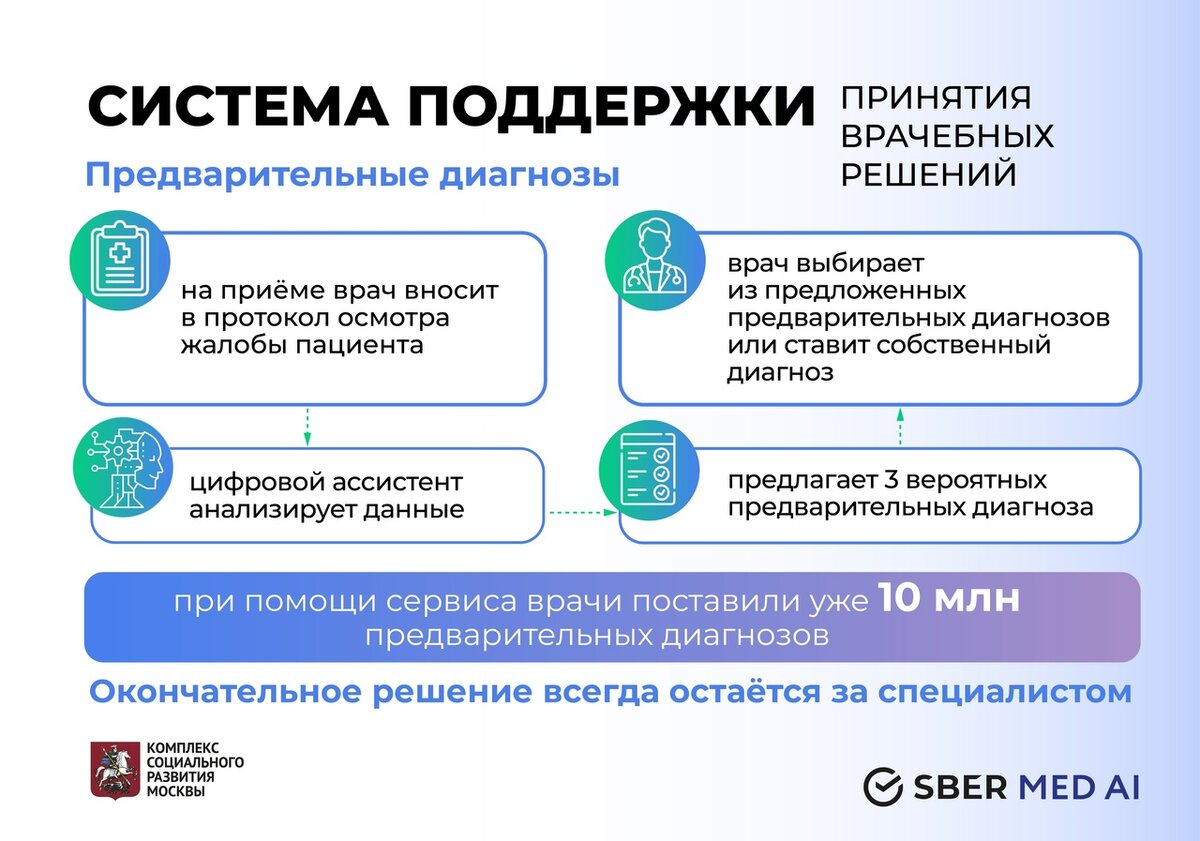 СИСТЕМА ПОДДЕРЖКИ
ПРИНЯТИЯ
ВРАЧЕБНЫХ
РЕШЕНИЙ
Предварительные диагнозы
на приёме врач вносит
в протокол осмотра
жалобы пациента
цифровой ассистент
анализирует данные
предлагает 3 вероятных
предварительных диагноза
врач выбирает
из предложенных
предварительных диагнозов
или ставит собственный
диагноз
при помощи сервиса врачи поставили уже 10 млн
предварительных диагнозов
Окончательное решение всегда остаётся за специалистом
КОМПЛЕКС
СОЦИАЛЬНОГО
РАЗВИТИЯ
МОСКВЫ
SBER MED AI